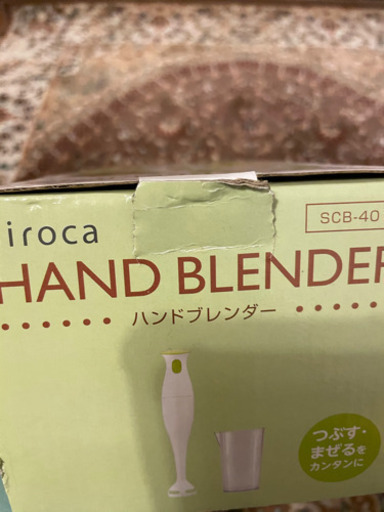 iroca
SCB-40
HAND BLENDER
ハンドブレンダー
つぶす・
まぜるを
カンタンに